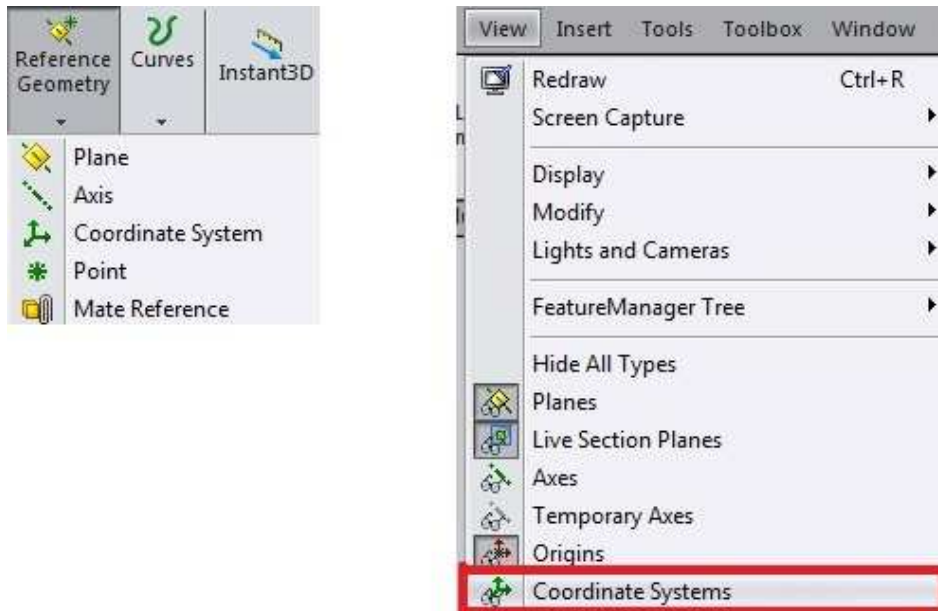 Reference Geometry
Curves
Instant3D
Plane
Axis
Coordinate System
Point
Mate Reference
View Insert Tools Toolbox Window
Redraw Ctrl+R
Screen Capture
Display
Modify
Lights and Cameras
FeatureManager Tree
Hide All Types
Planes
Live Section Planes
Axes
Temporary Axes
Origins
Coordinate Systems